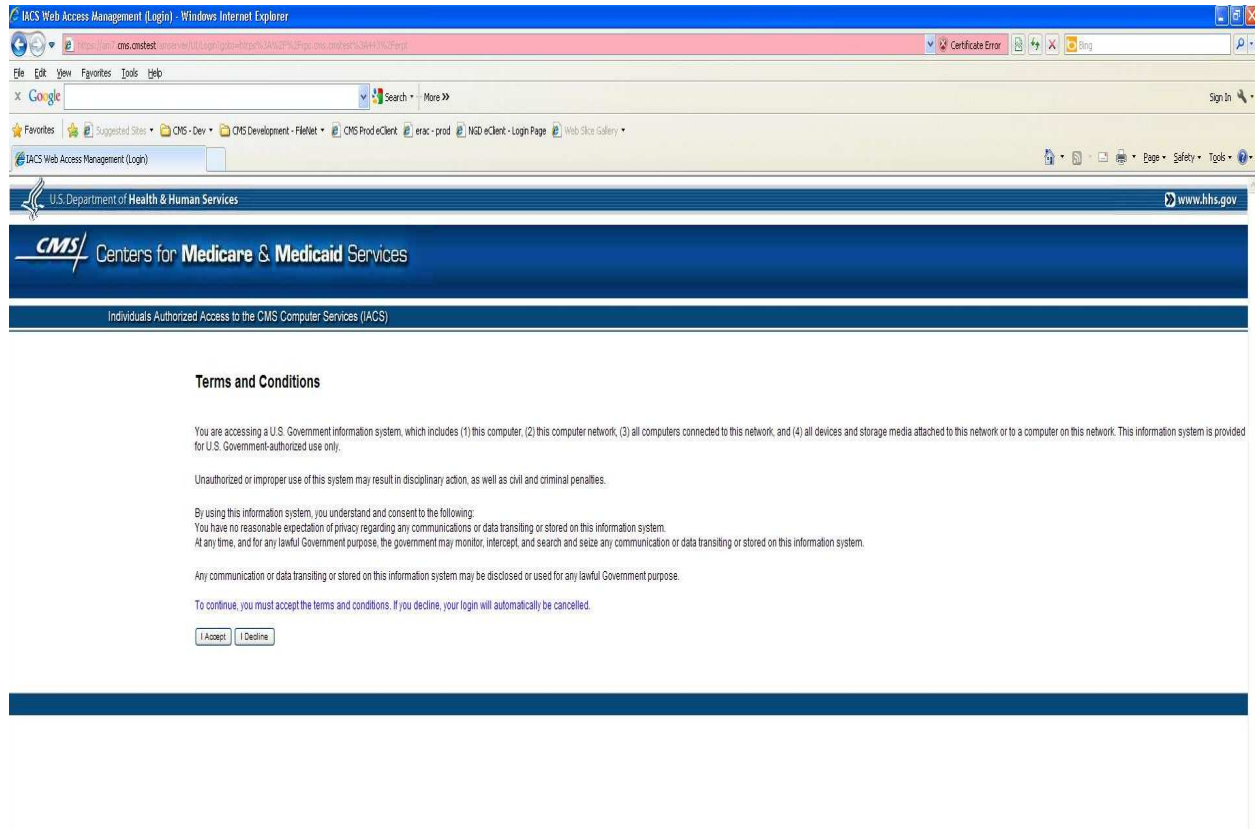 IACS Web Access Management (Login) - Windows Internet Explorer
cms.cmstest
Certificate Error
Bing
File Edit View Favorites Tools Help
x Google Search More >> Sign In
Favorites Suggested Sites CMS - Dev CMS Development - FileNet CMS Prod eClient erac - prod NGD eClient - Login Page Web Slice Gallery
IACS Web Access Management (Login) Page Safety Tools
U.S. Department of Health & Human Services www.hhs.gov
CMS Centers for Medicare & Medicaid Services
Individuals Authorized Access to the CMS Computer Services (IACS)
Terms and Conditions
You are accessing a U.S. Government information system, which includes (1) this computer, (2) this computer network, (3) all computers connected to this network, and (4) all devices and storage media attached to this network or to a computer on this network. This information system is provided
for U.S. Government-authorized use only.
Unauthorized or improper use of this system may result in disciplinary action, as well as civil and criminal penalties.
By using this information system, you understand and consent to the following:
You have no reasonable expectation of privacy regarding any communications or data transiting or stored on this information system.
At any time, and for any lawful Government purpose, the government may monitor, intercept, and search and seize any communication or data transiting or stored on this information system.
Any communication or data transiting or stored on this information system may be disclosed or used for any lawful Government purpose.
To continue, you must accept the terms and conditions. If you decline, your login will automatically be cancelled.
I Accept I Decline